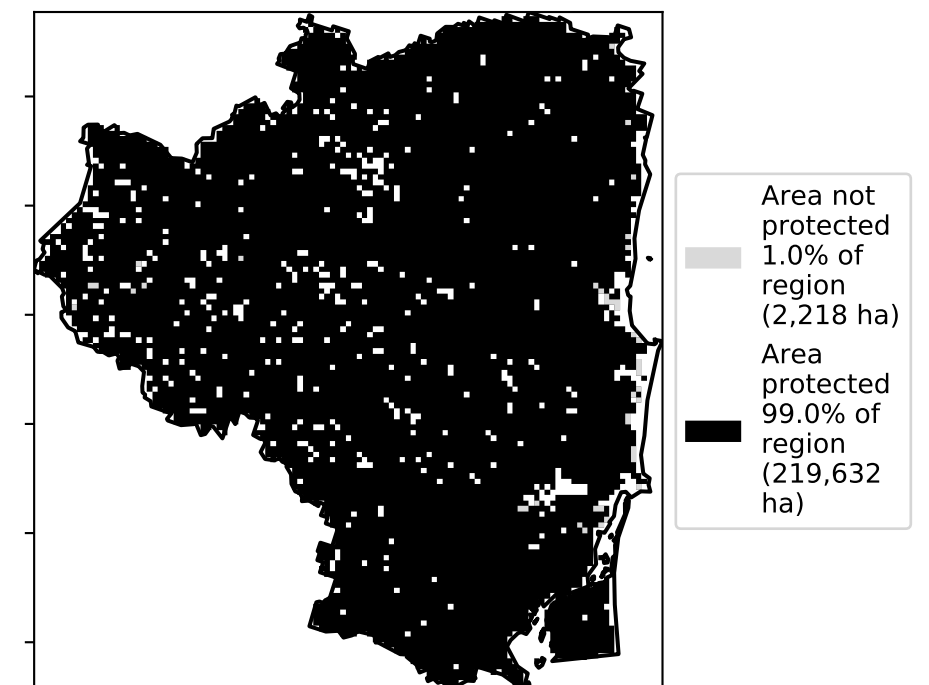 Area not
protected
1.0% of
region
(2,218 ha)
Area
protected
99.0% of
region
(219,632
ha)